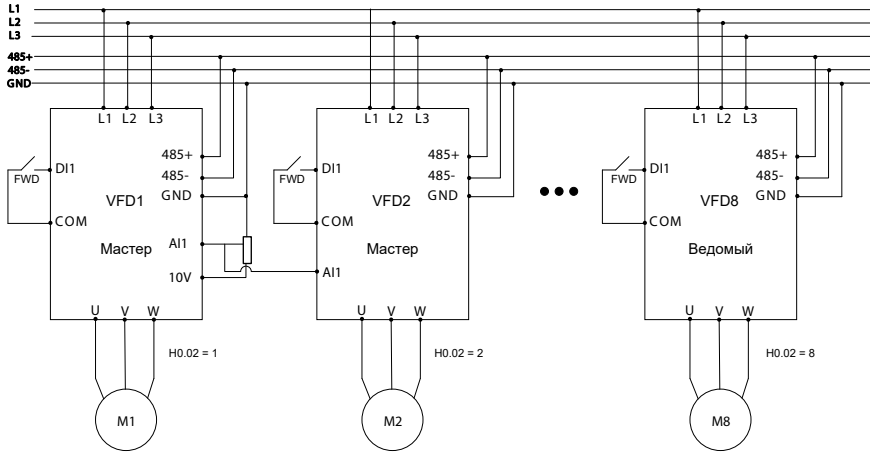 L1
L2
L3
485+
485-
GND
L1 L2 L3
L1 L2 L3
L1 L2 L3
485+
485-
GND
DI1
FWD
COM
VFD1
Мастер
AI1
10V
U V W
H0.02 = 1
M1
485+
485-
GND
DI1
FWD
COM
VFD2
Мастер
AI1
U V W
H0.02 = 2
M2
485+
485-
GND
DI1
FWD
COM
VFD8
Ведомый
U V W
H0.02 = 8
M8